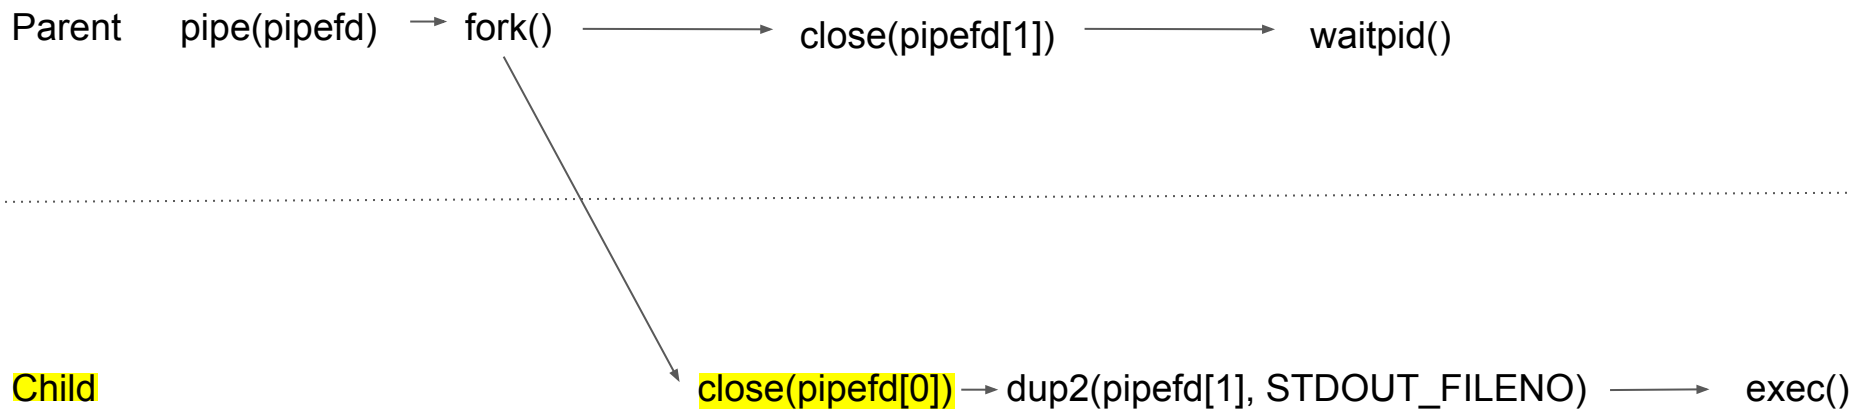 Parent pipe(pipefd) fork() close(pipefd[1]) waitpid()
Child close(pipefd[0]) dup2(pipefd[1], STDOUT_FILENO) exec()